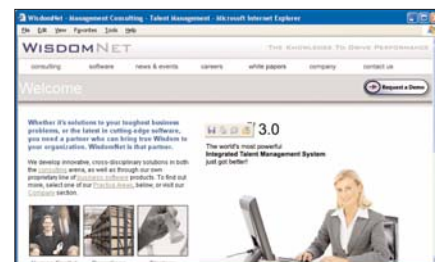 WisdomNet - Management Consulting - Talent Management - Microsoft Internet Explorer
File Edit View Favorites Tools Help
WISDOMNET
THE KNOWLEDGE TO DRIVE PERFORMANCE
consulting software news & events careers white papers company contact us
Welcome
Request a Demo
Whether it's solutions to your toughest business
problems, or the latest in cutting-edge software,
you need a partner who can bring true Wisdom to
your organization. WisdomNet is that partner.
We develop innovative, cross-disciplinary solutions in both
the consulting arena, as well as through our own
proprietary line of business software products. To find out
more, select one of our Practice Areas, below, or visit our
Company section.
3.0
The world's most powerful
Integrated Talent Management System
just got better!